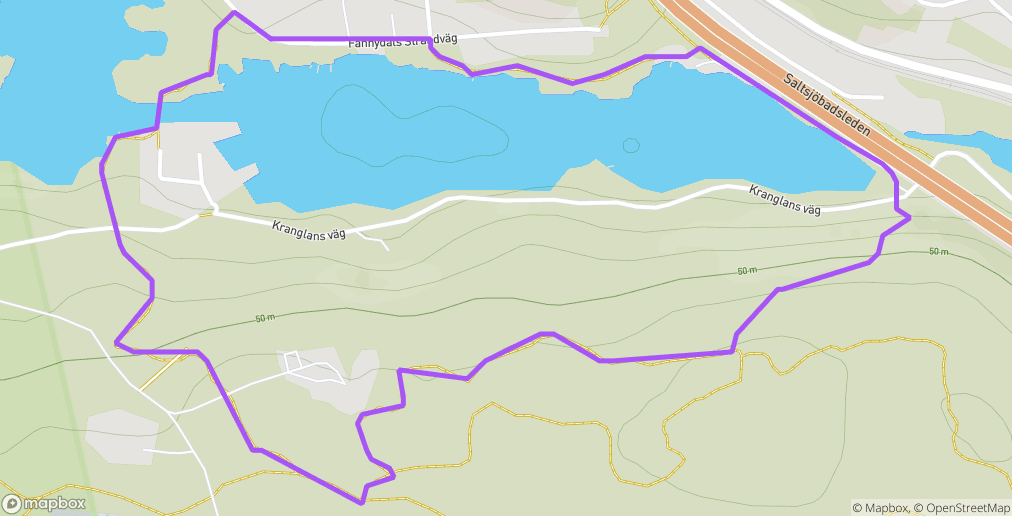 Fannydals Strandväg
Saltsjöbadsleden
Kranglans väg
Kranglans väg
50 m
50 m
50 m
mapbox
© Mapbox, © OpenStreetMap